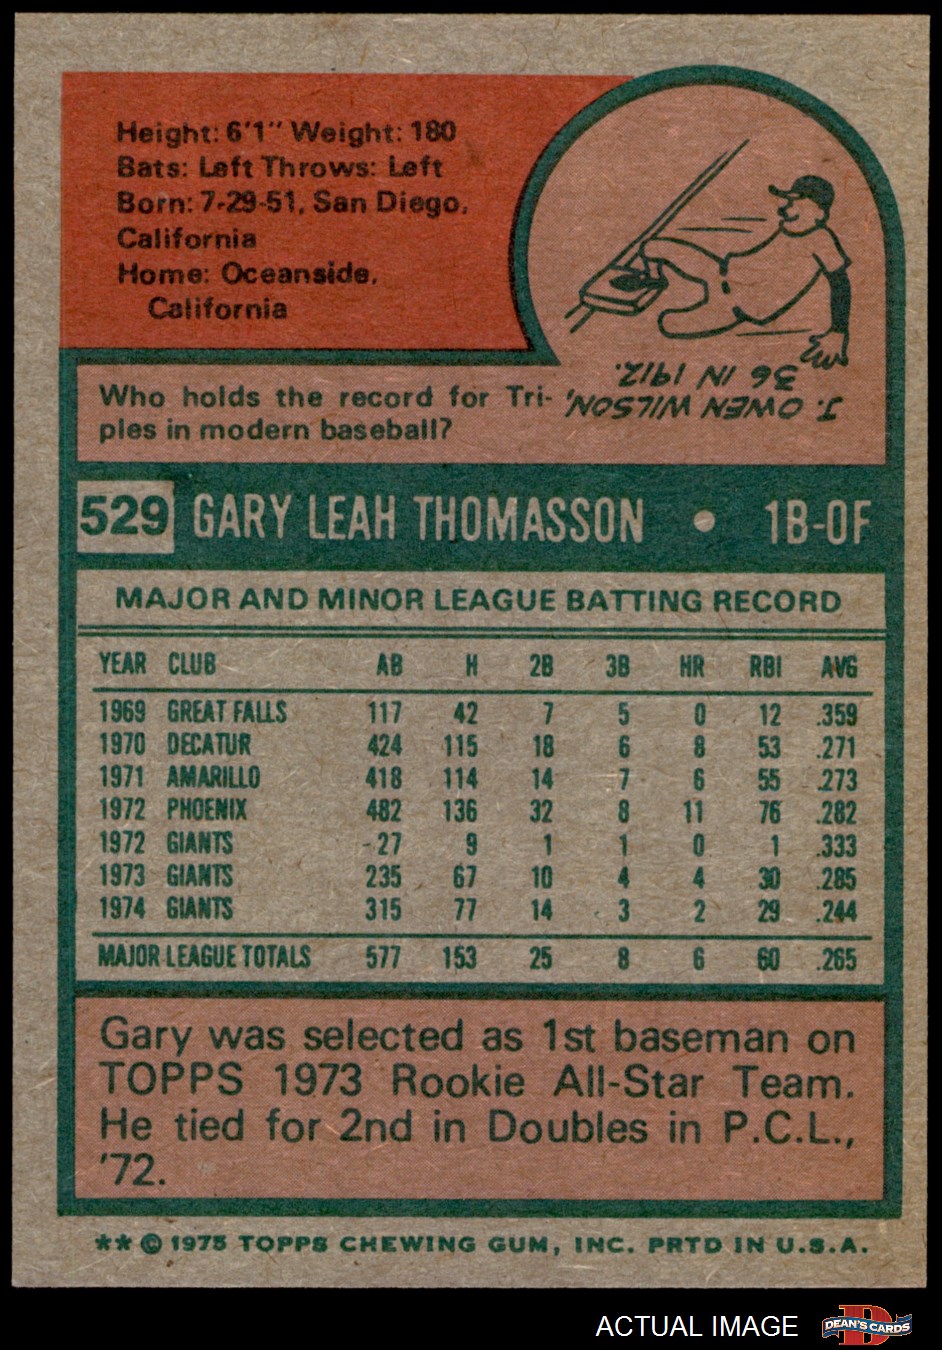 Height: 6'1" Weight: 180
Bats: Left Throws: Left
Born: 7-29-51, San Diego,
California
Home: Oceanside,
California
Who holds the record for Tri-
ples in modern baseball?
J. OWEN WILSON,
36 IN 1912.
529 GARY LEAH THOMASSON • 1B-OF
MAJOR AND MINOR LEAGUE BATTING RECORD
YEAR CLUB AB H 2B 3B HR RBI AVG
1969 GREAT FALLS 117 42 7 5 0 12 .359
1970 DECATUR 424 115 18 6 8 53 .271
1971 AMARILLO 418 114 14 7 6 55 .273
1972 PHOENIX 482 136 32 8 11 76 .282
1972 GIANTS 27 9 1 1 0 1 .333
1973 GIANTS 235 67 10 4 4 30 .285
1974 GIANTS 315 77 14 3 2 29 .244
MAJOR LEAGUE TOTALS 577 153 25 8 6 60 .265
Gary was selected as 1st baseman on
TOPPS 1973 Rookie All-Star Team.
He tied for 2nd in Doubles in P.C.L.,
'72.
** © 1975 TOPPS CHEWING GUM, INC. PRTD IN U.S.A.
ACTUAL IMAGE
D
DEAN'S CARDS